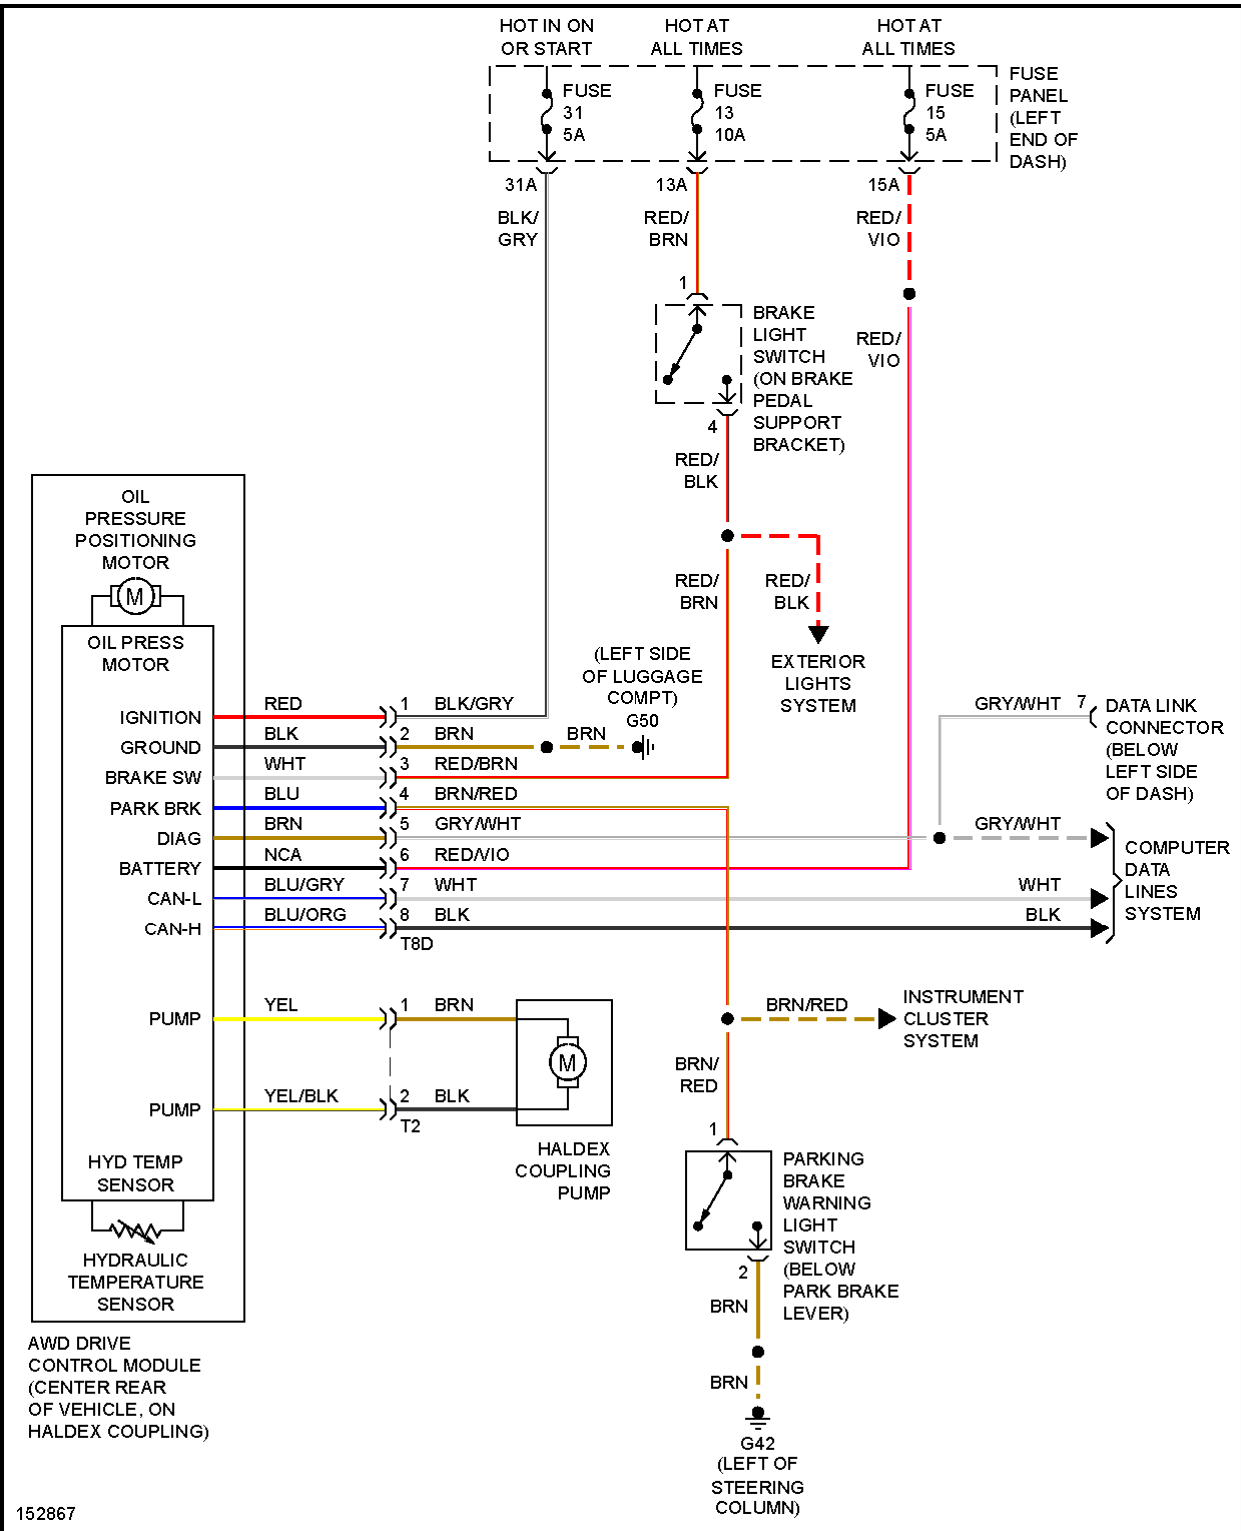 HOT IN ON
OR START
HOT AT
ALL TIMES
HOT AT
ALL TIMES
FUSE
31
5A
FUSE
13
10A
FUSE
15
5A
FUSE
PANEL
(LEFT
END OF
DASH)
31A
13A
15A
BLK/
GRY
RED/
BRN
RED/
VIO
1
BRAKE
LIGHT
SWITCH
(ON BRAKE
PEDAL
SUPPORT
BRACKET)
RED/
VIO
4
RED/
BLK
RED/
BRN
RED/
BLK
EXTERIOR
LIGHTS
SYSTEM
OIL
PRESSURE
POSITIONING
MOTOR
M
OIL PRESS
MOTOR
(LEFT SIDE
OF LUGGAGE
COMPT)
G50
IGNITION RED 1 BLK/GRY
GROUND BLK 2 BRN BRN
BRAKE SW WHT 3 RED/BRN
PARK BRK BLU 4 BRN/RED
DIAG BRN 5 GRY/WHT GRY/WHT
BATTERY NCA 6 RED/VIO
CAN-L BLU/GRY 7 WHT WHT
CAN-H BLU/ORG 8 BLK BLK
T8D
GRY/WHT 7
DATA LINK
CONNECTOR
(BELOW
LEFT SIDE
OF DASH)
COMPUTER
DATA
LINES
SYSTEM
PUMP YEL 1 BRN
M
PUMP YEL/BLK 2 BLK
T2
HALDEX
COUPLING
PUMP
BRN/RED
INSTRUMENT
CLUSTER
SYSTEM
BRN/
RED
1
PARKING
BRAKE
WARNING
LIGHT
SWITCH
(BELOW
PARK BRAKE
LEVER)
2
BRN
BRN
G42
(LEFT OF
STEERING
COLUMN)
HYD TEMP
SENSOR
HYDRAULIC
TEMPERATURE
SENSOR
AWD DRIVE
CONTROL MODULE
(CENTER REAR
OF VEHICLE, ON
HALDEX COUPLING)
152867